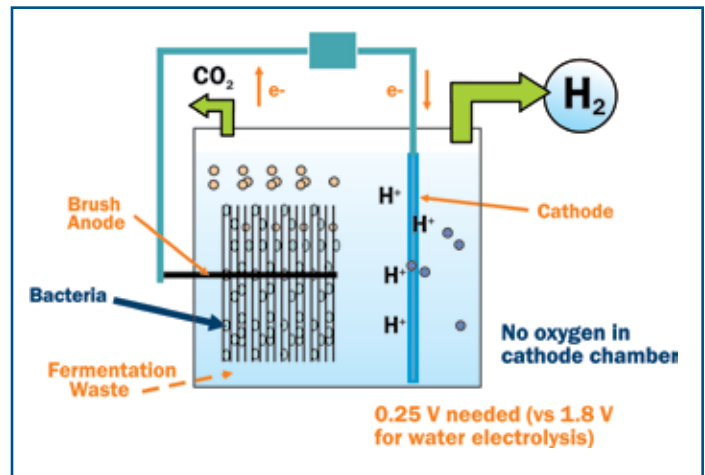 CO₂
e-
e-
H₂
H⁺
Cathode
Brush
Anode
H⁺
Bacteria
H⁺
H⁺
No oxygen in
cathode chamber
Fermentation
Waste
0.25 V needed (vs 1.8 V
for water electrolysis)